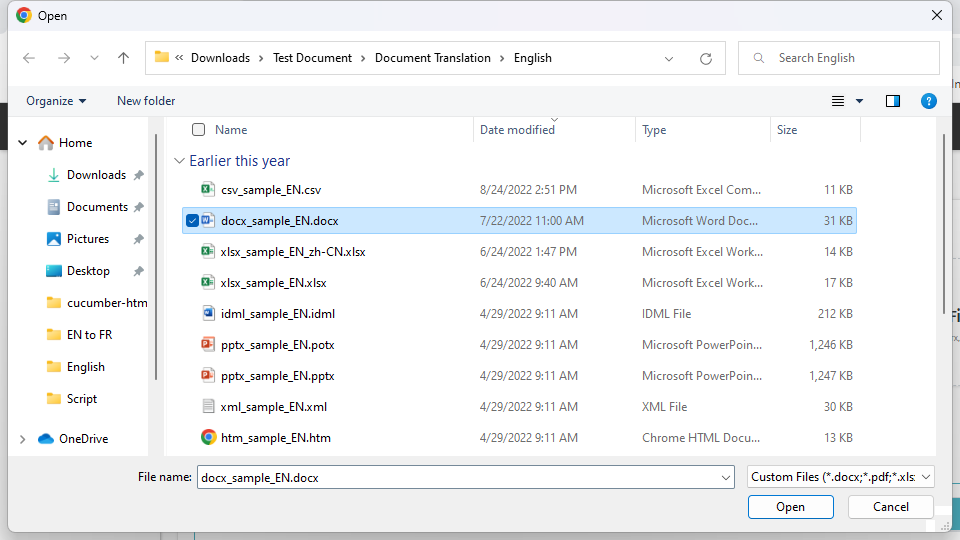 Open
Downloads
Test Document
Document Translation
English
Search English
Organize
New folder
Name
Date modified
Type
Size
Home
Downloads
Documents
Pictures
Desktop
cucumber-htm
EN to FR
English
Script
OneDrive
Earlier this year
csv_sample_EN.csv 8/24/2022 2:51 PM Microsoft Excel Com... 11 KB
docx_sample_EN.docx 7/22/2022 11:00 AM Microsoft Word Doc... 31 KB
xlsx_sample_EN_zh-CN.xlsx 6/24/2022 1:47 PM Microsoft Excel Work... 14 KB
xlsx_sample_EN.xlsx 6/24/2022 9:40 AM Microsoft Excel Work... 17 KB
idml_sample_EN.idml 4/29/2022 9:11 AM IDML File 212 KB
pptx_sample_EN.potx 4/29/2022 9:11 AM Microsoft PowerPoin... 1,246 KB
pptx_sample_EN.pptx 4/29/2022 9:11 AM Microsoft PowerPoin... 1,247 KB
xml_sample_EN.xml 4/29/2022 9:11 AM XML File 30 KB
htm_sample_EN.htm 4/29/2022 9:11 AM Chrome HTML Docu... 13 KB
File name: docx_sample_EN.docx
Custom Files (*.docx;*.pdf;*.xls
Open
Cancel